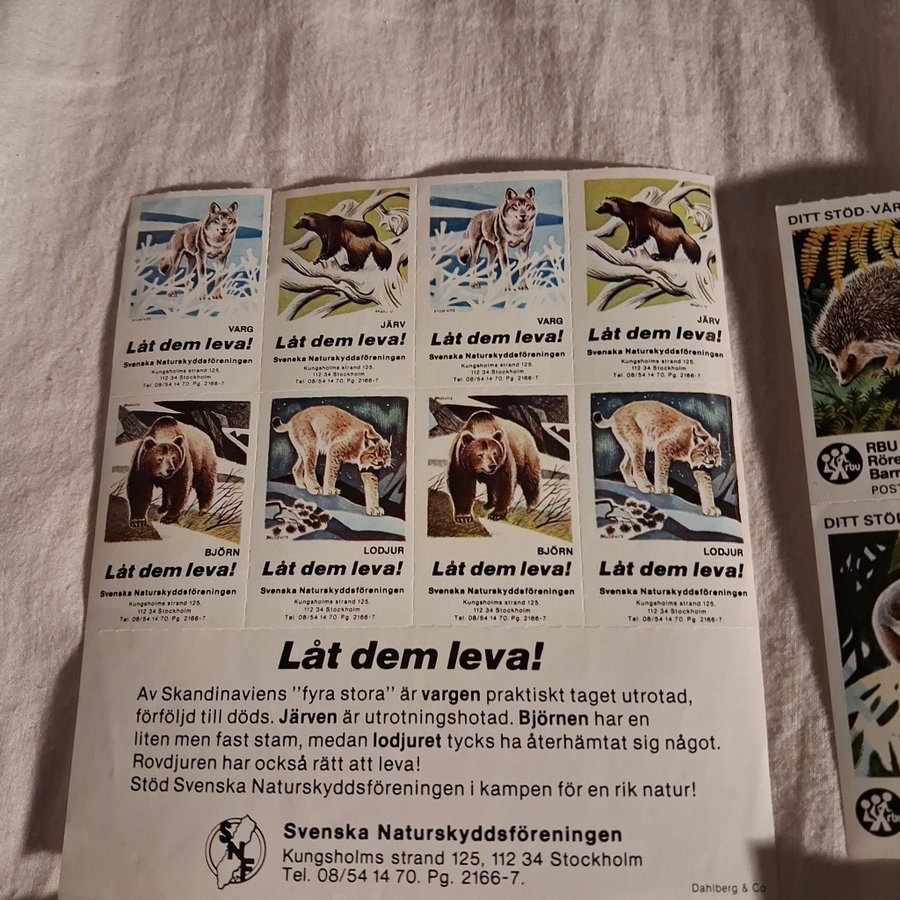 VARG
Låt dem leva!
Svenska Naturskyddsföreningen
Kungsholms strand 125,
112 34 Stockholm
Tel. 08/54 14 70. Pg. 2166-7
JÄRV
Låt dem leva!
Svenska Naturskyddsföreningen
Kungsholms strand 125,
112 34 Stockholm
Tel. 08/54 14 70. Pg. 2166-7
VARG
Låt dem leva!
Svenska Naturskyddsföreningen
Kungsholms strand 125,
112 34 Stockholm
Tel. 08/54 14 70. Pg. 2166-7
JÄRV
Låt dem leva!
Svenska Naturskyddsföreningen
Kungsholms strand 125,
112 34 Stockholm
Tel. 08/54 14 70. Pg. 2166-7
BJÖRN
Låt dem leva!
Svenska Naturskyddsföreningen
Kungsholms strand 125,
112 34 Stockholm
Tel. 08/54 14 70. Pg. 2166-7
LODJUR
Låt dem leva!
Svenska Naturskyddsföreningen
Kungsholms strand 125,
112 34 Stockholm
Tel. 08/54 14 70. Pg. 2166-7
BJÖRN
Låt dem leva!
Svenska Naturskyddsföreningen
Kungsholms strand 125,
112 34 Stockholm
Tel. 08/54 14 70. Pg. 2166-7
LODJUR
Låt dem leva!
Svenska Naturskyddsföreningen
Kungsholms strand 125,
112 34 Stockholm
Tel. 08/54 14 70. Pg. 2166-7
Låt dem leva!
Av Skandinaviens "fyra stora" är vargen praktiskt taget utrotad,
förföljd till döds. Järven är utrotningshotad. Björnen har en
liten men fast stam, medan lodjuret tycks ha återhämtat sig något.
Rovdjuren har också rätt att leva!
Stöd Svenska Naturskyddsföreningen i kampen för en rik natur!
SNF
Svenska Naturskyddsföreningen
Kungsholms strand 125, 112 34 Stockholm
Tel. 08/54 14 70. Pg. 2166-7.
Dahlberg & Co
DITT STÖD-VÅR
rbu
RBU
Röre
Barn
POST
DITT STÖD
rbu